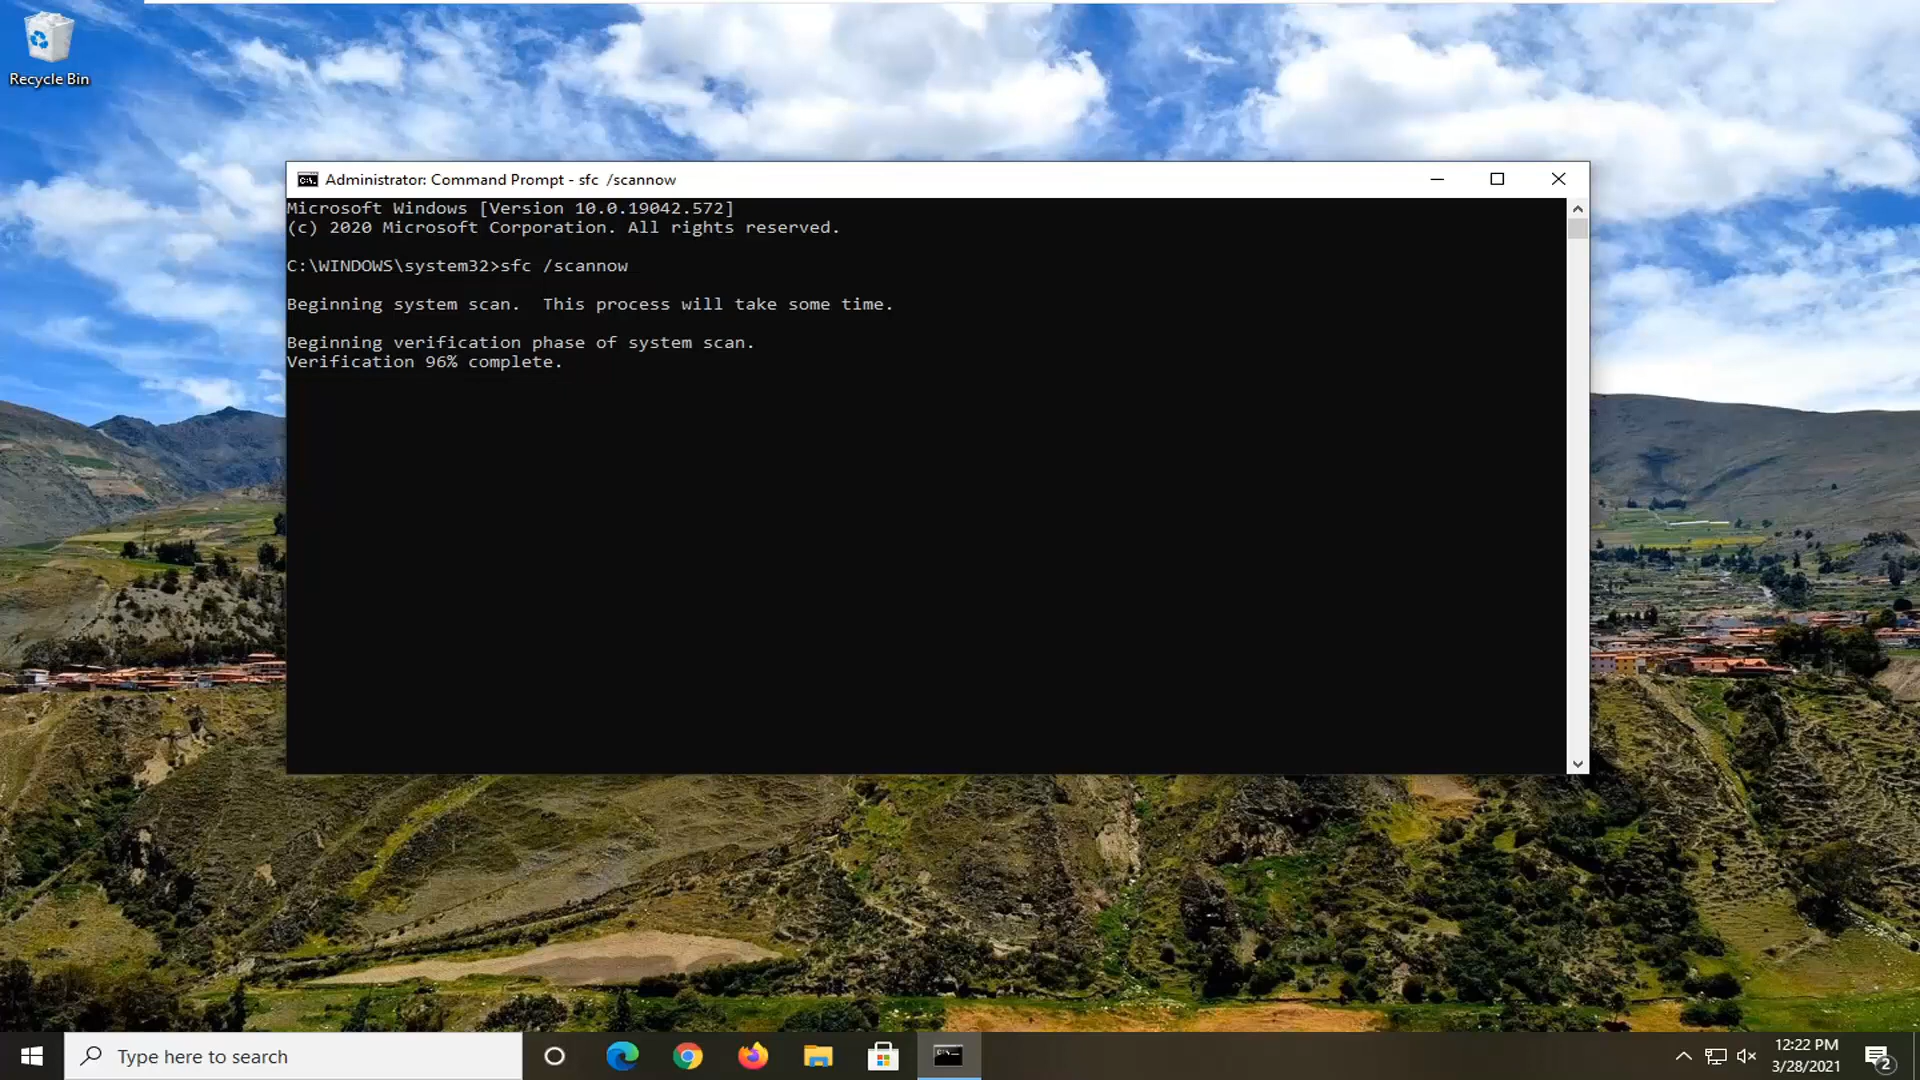 Recycle Bin
Administrator: Command Prompt - sfc  /scannow
Microsoft Windows [Version 10.0.19042.572]
(c) 2020 Microsoft Corporation. All rights reserved.
C:\WINDOWS\system32>sfc /scannow
Beginning system scan.  This process will take some time.
Beginning verification phase of system scan.
Verification 96% complete.
Type here to search
12:22 PM
3/28/2021
2